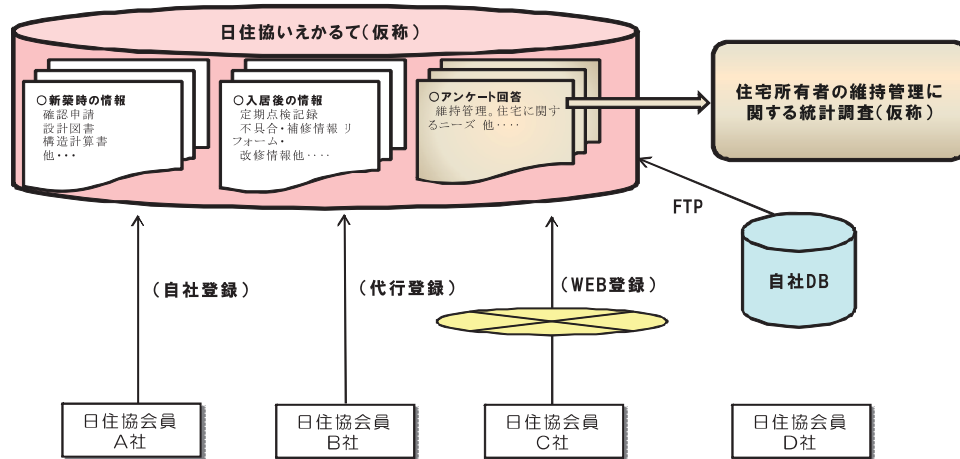 日住協いえかるて(仮称)
○新築時の情報
確認申請
設計図書
構造計算書
他・・・
○入居後の情報
定期点検記録
不具合・補修情報 リ
フォーム・
改修情報他‥‥
○アンケート回答
維持管理。住宅に関す
るニーズ 他‥‥
住宅所有者の維持管理に
関する統計調査(仮称)
FTP
自社DB
(自社登録)
(代行登録)
(WEB登録)
日住協会員
A社
日住協会員
B社
日住協会員
C社
日住協会員
D社